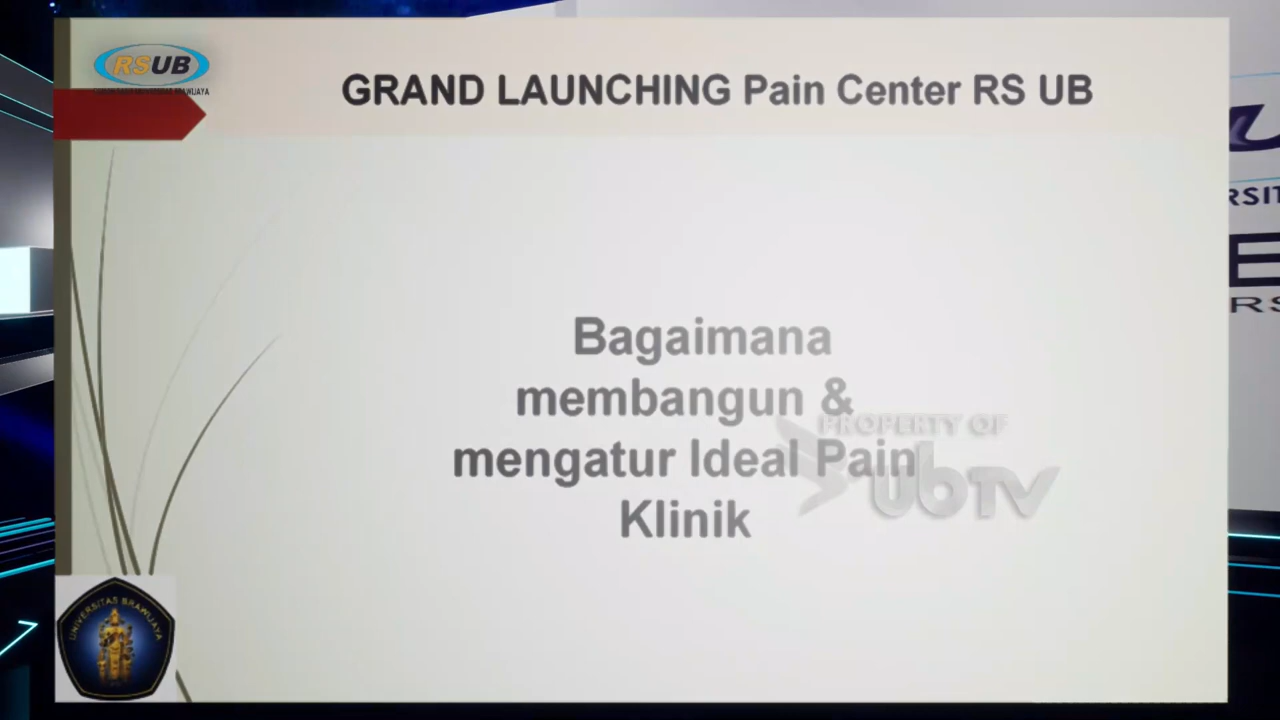 RSUB
GRAND LAUNCHING Pain Center RS UB
Bagaimana
membangun &
mengatur Ideal Pain
Klinik
PROPERTY OF
UbTV
UNIVERSITAS BRAWIJAYA